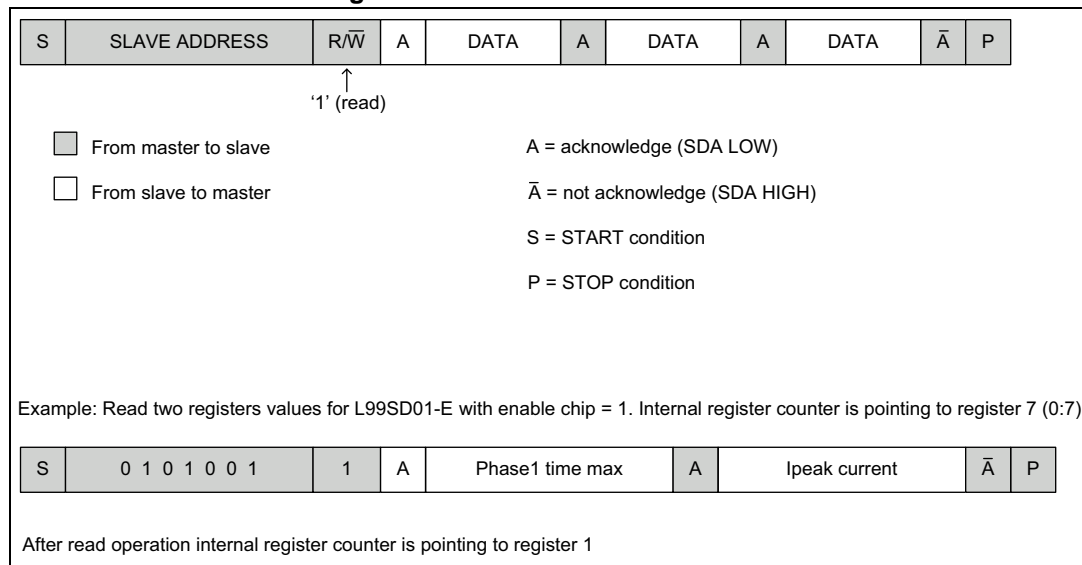 S SLAVE ADDRESS R/W̅ A DATA A DATA A DATA A̅ P
‘1’ (read)
From master to slave
A = acknowledge (SDA LOW)
From slave to master
A̅ = not acknowledge (SDA HIGH)
S = START condition
P = STOP condition
Example: Read two registers values for L99SD01-E with enable chip = 1. Internal register counter is pointing to register 7 (0:7)
S 0 1 0 1 0 0 1 1 A Phase1 time max A Ipeak current A̅ P
After read operation internal register counter is pointing to register 1